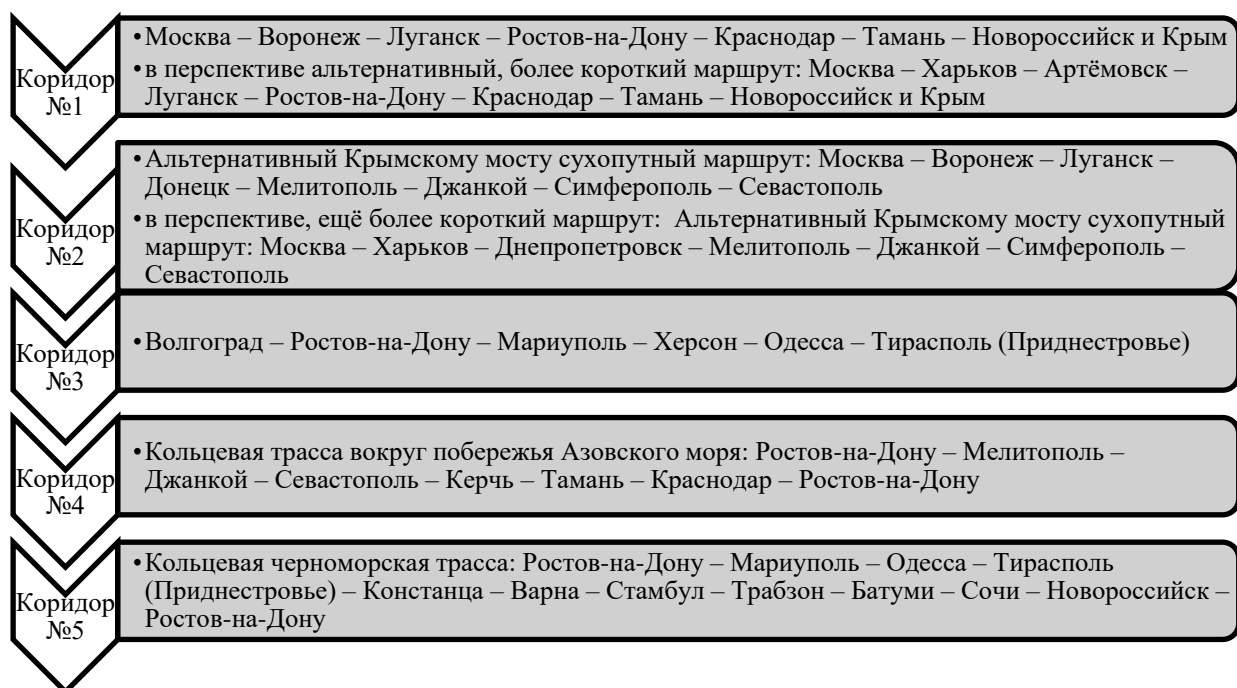 Коридор
№1
•Москва – Воронеж – Луганск – Ростов-на-Дону – Краснодар – Тамань – Новороссийск и Крым
•в перспективе альтернативный, более короткий маршрут: Москва – Харьков – Артёмовск –
Луганск – Ростов-на-Дону – Краснодар – Тамань – Новороссийск и Крым
Коридор
№2
•Альтернативный Крымскому мосту сухопутный маршрут: Москва – Воронеж – Луганск –
Донецк – Мелитополь – Джанкой – Симферополь – Севастополь
•в перспективе, ещё более короткий маршрут: Альтернативный Крымскому мосту сухопутный
маршрут: Москва – Харьков – Днепропетровск – Мелитополь – Джанкой – Симферополь –
Севастополь
Коридор
№3
•Волгоград – Ростов-на-Дону – Мариуполь – Херсон – Одесса – Тирасполь (Приднестровье)
Коридор
№4
•Кольцевая трасса вокруг побережья Азовского моря: Ростов-на-Дону – Мелитополь –
Джанкой – Севастополь – Керчь – Тамань – Краснодар – Ростов-на-Дону
Коридор
№5
•Кольцевая черноморская трасса: Ростов-на-Дону – Мариуполь – Одесса – Тирасполь
(Приднестровье) – Констанца – Варна – Стамбул – Трабзон – Батуми – Сочи – Новороссийск –
Ростов-на-Дону